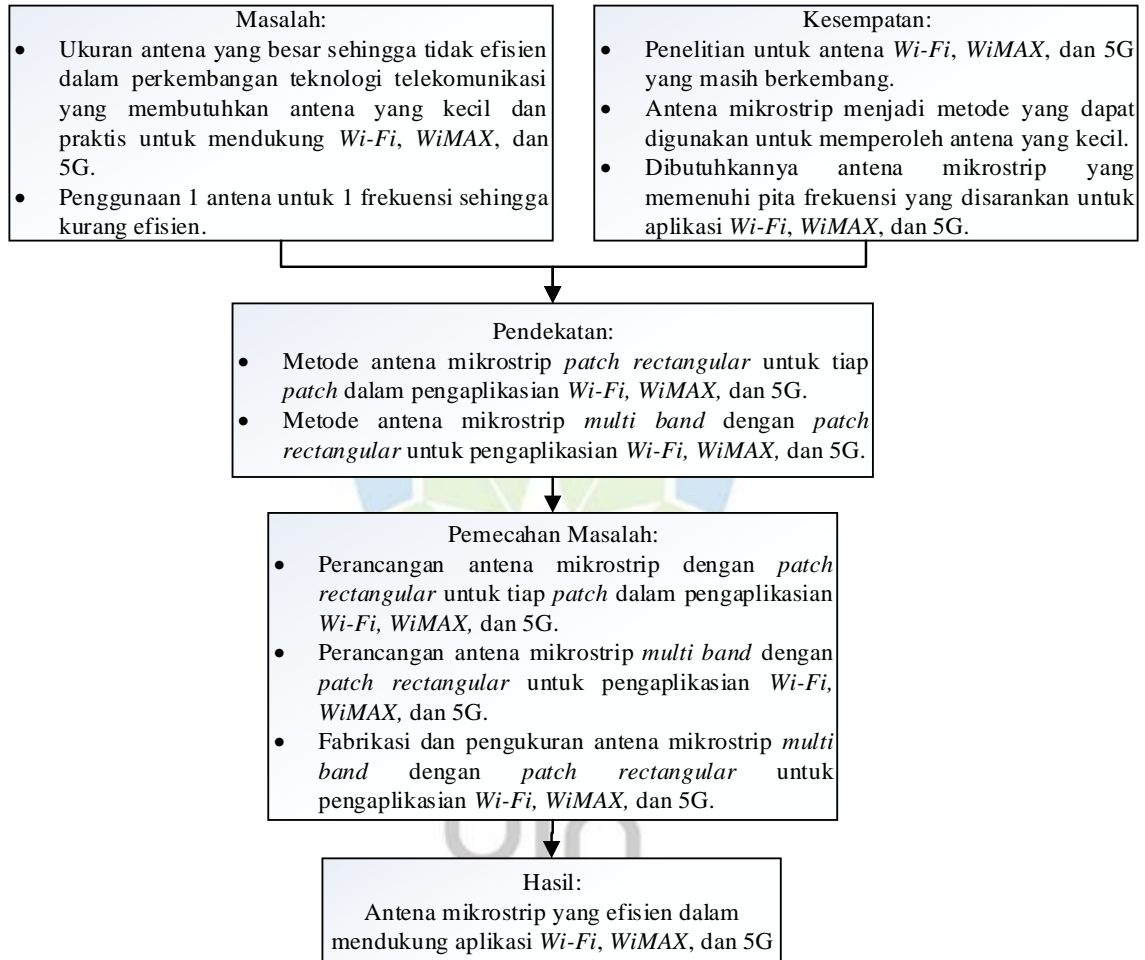 Masalah:
• Ukuran antena yang besar sehingga tidak efisien
dalam perkembangan teknologi telekomunikasi
yang membutuhkan antena yang kecil dan
praktis untuk mendukung Wi-Fi, WiMAX, dan
5G.
• Penggunaan 1 antena untuk 1 frekuensi sehingga
kurang efisien.
Kesempatan:
• Penelitian untuk antena Wi-Fi, WiMAX, dan 5G
yang masih berkembang.
• Antena mikrostrip menjadi metode yang dapat
digunakan untuk memperoleh antena yang kecil.
• Dibutuhkannya antena mikrostrip yang
memenuhi pita frekuensi yang disarankan untuk
aplikasi Wi-Fi, WiMAX, dan 5G.
Pendekatan:
• Metode antena mikrostrip patch rectangular untuk tiap
patch dalam pengaplikasian Wi-Fi, WiMAX, dan 5G.
• Metode antena mikrostrip multi band dengan patch
rectangular untuk pengaplikasian Wi-Fi, WiMAX, dan 5G.
Pemecahan Masalah:
• Perancangan antena mikrostrip dengan patch
rectangular untuk tiap patch dalam pengaplikasian
Wi-Fi, WiMAX, dan 5G.
• Perancangan antena mikrostrip multi band dengan
patch rectangular untuk pengaplikasian Wi-Fi,
WiMAX, dan 5G.
• Fabrikasi dan pengukuran antena mikrostrip multi
band dengan patch rectangular untuk
pengaplikasian Wi-Fi, WiMAX, dan 5G.
uin
Hasil:
Antena mikrostrip yang efisien dalam
mendukung aplikasi Wi-Fi, WiMAX, dan 5G